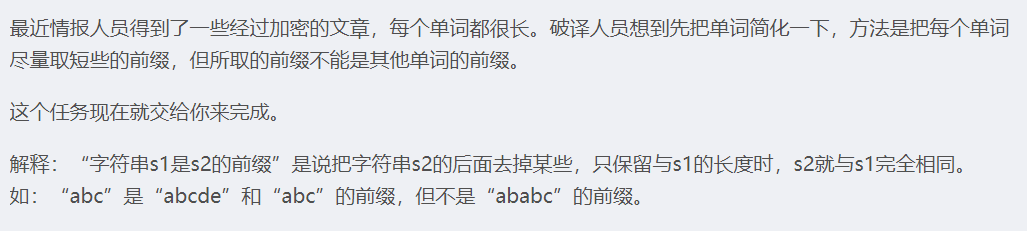 最近情报人员得到了一些经过加密的文章，每个单词都很长。破译人员想到先把单词简化一下，方法是把每个单词
尽量取短些的前缀，但所取的前缀不能是其他单词的前缀。
这个任务现在就交给你来完成。
解释：“字符串s1是s2的前缀”是说把字符串s2的后面去掉某些，只保留与s1的长度时，s2就与s1完全相同。
如：“abc”是“abcde”和“abc”的前缀，但不是“ababc”的前缀。